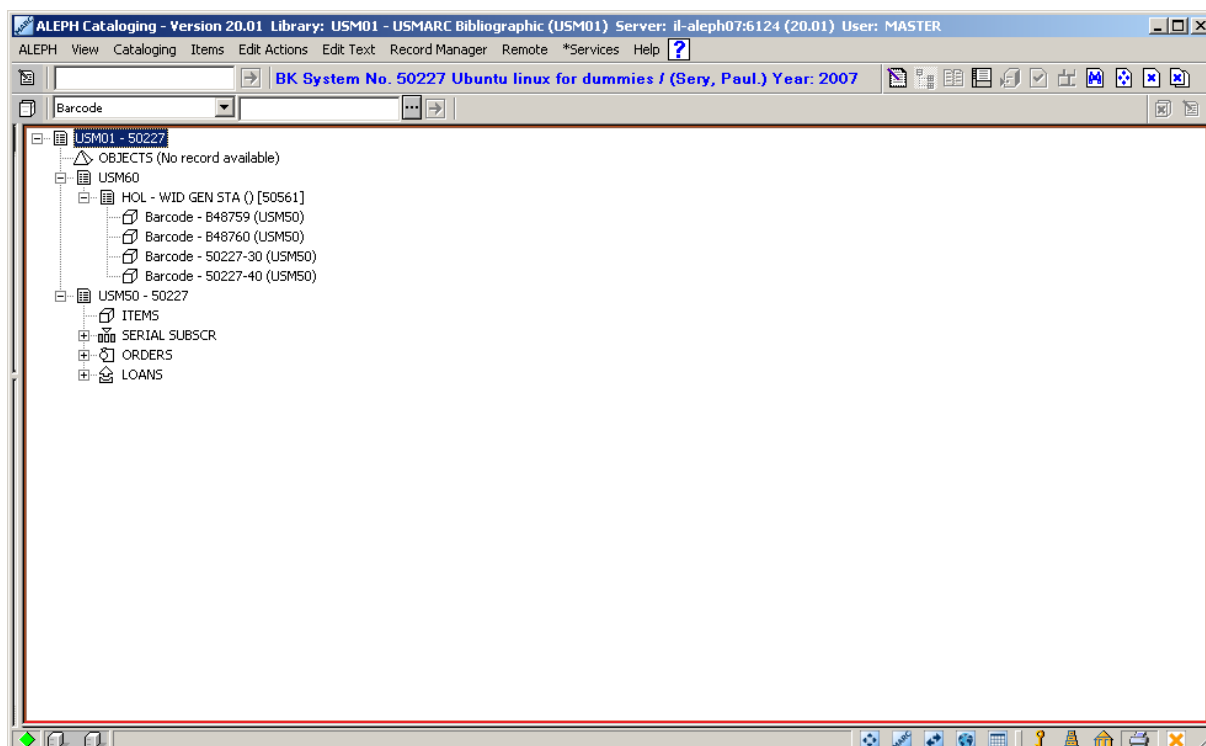 ALEPH Cataloging - Version 20.01 Library: USM01 - USMARC Bibliographic (USM01) Server: il-aleph07:6124 (20.01) User: MASTER
ALEPH View Cataloging Items Edit Actions Edit Text Record Manager Remote *Services Help ?
BK System No. 50227 Ubuntu linux for dummies / (Sery, Paul.) Year: 2007
Barcode ...
USM01 - 50227
OBJECTS (No record available)
USM60
HOL - WID GEN STA () [50561]
Barcode - B48759 (USM50)
Barcode - B48760 (USM50)
Barcode - 50227-30 (USM50)
Barcode - 50227-40 (USM50)
USM50 - 50227
ITEMS
SERIAL SUBSCR
ORDERS
LOANS